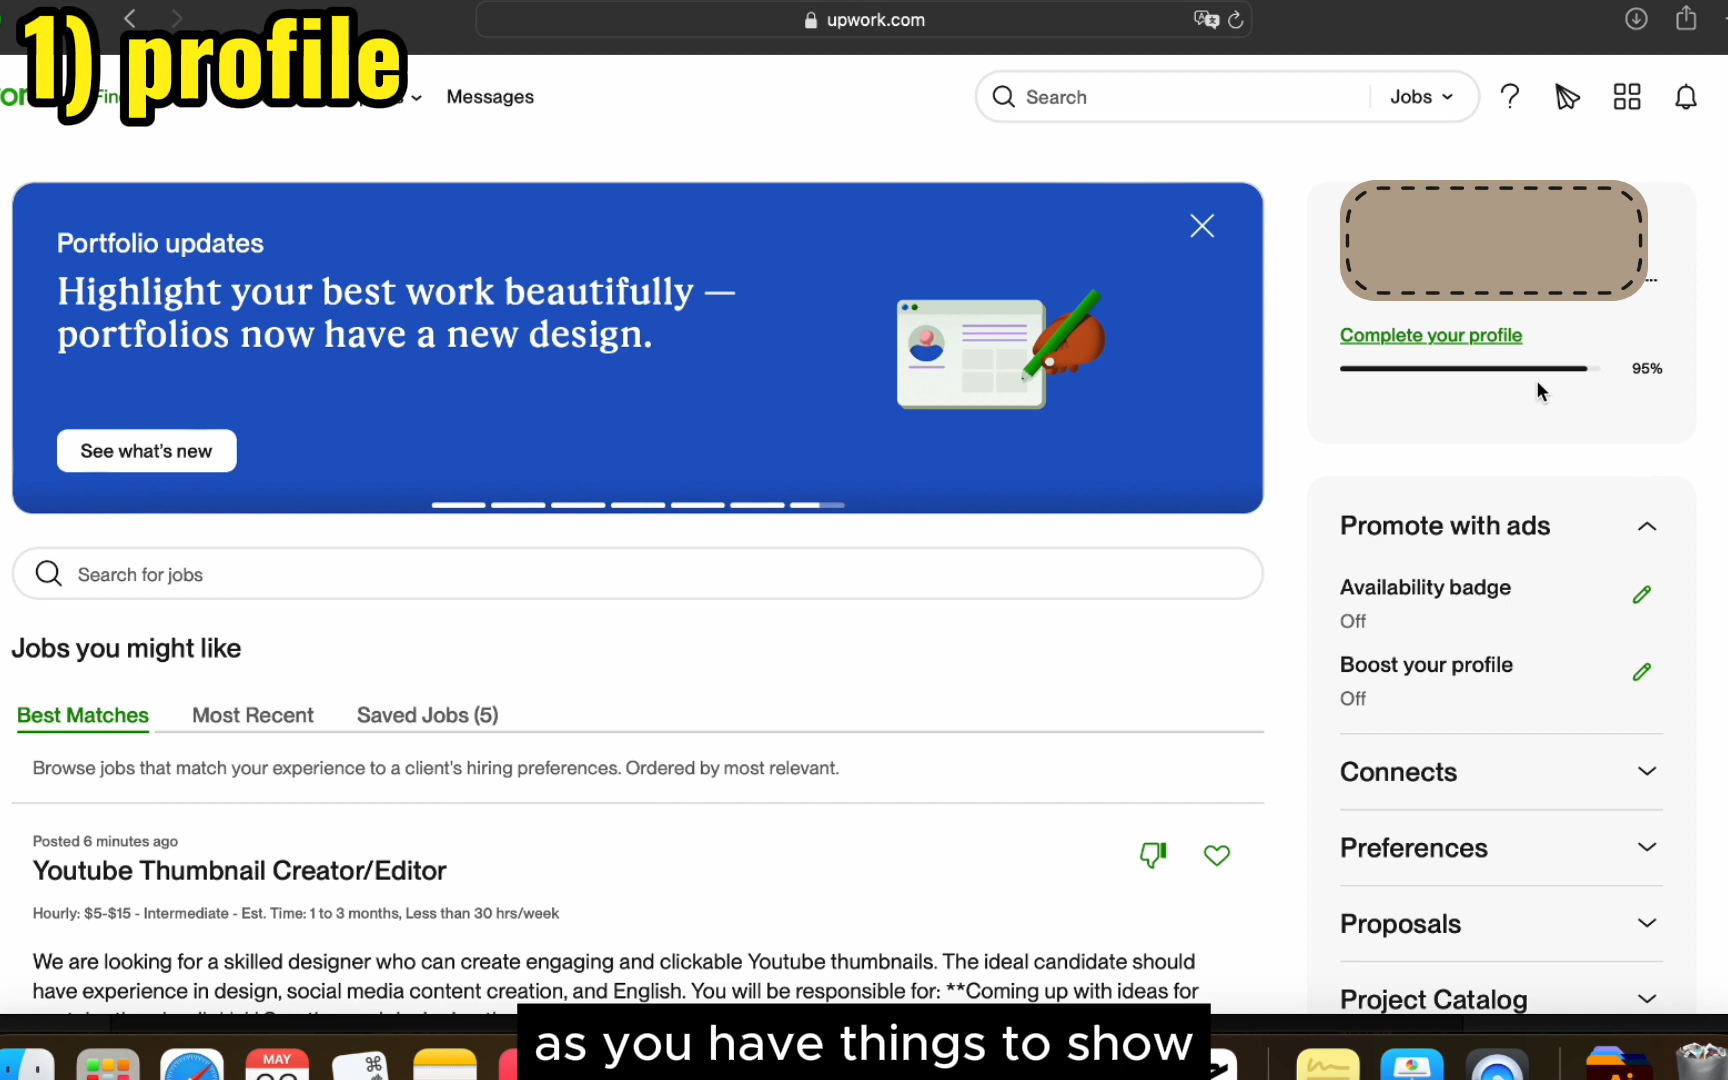 upwork.com
1) profile
Messages
Search
Jobs
Portfolio updates
Highlight your best work beautifully —
portfolios now have a new design.
See what's new
Complete your profile
95%
Search for jobs
Jobs you might like
Best Matches
Most Recent
Saved Jobs (5)
Browse jobs that match your experience to a client's hiring preferences. Ordered by most relevant.
Posted 6 minutes ago
Youtube Thumbnail Creator/Editor
Hourly: $5-$15 - Intermediate - Est. Time: 1 to 3 months, Less than 30 hrs/week
We are looking for a skilled designer who can create engaging and clickable Youtube thumbnails. The ideal candidate should
have experience in design, social media content creation, and English. You will be responsible for: **Coming up with ideas for
Promote with ads
Availability badge
Off
Boost your profile
Off
Connects
Preferences
Proposals
Project Catalog
as you have things to show
MAY